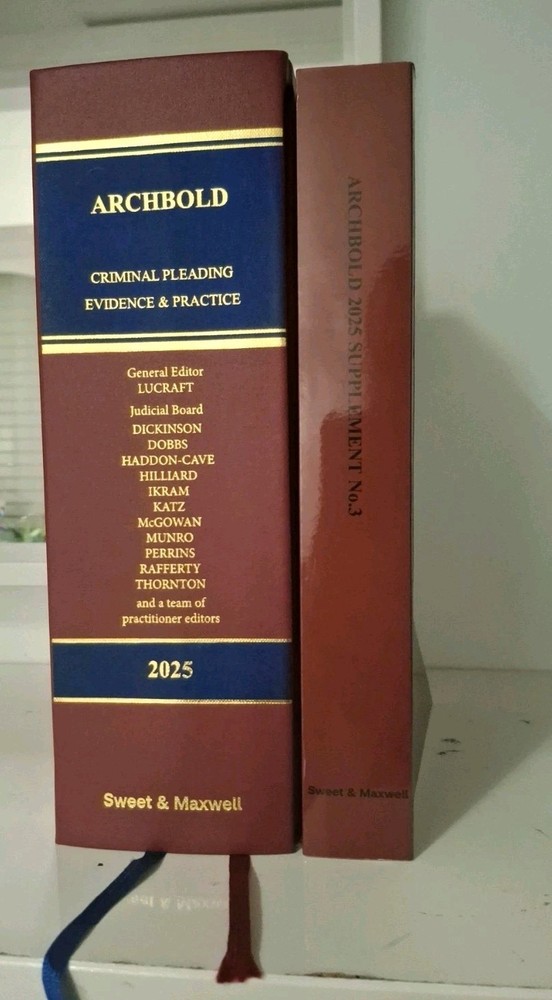 ARCHBOLD
CRIMINAL PLEADING
EVIDENCE & PRACTICE
General Editor
LUCRAFT
Judicial Board
DICKINSON
DOBBS
HADDON-CAVE
HILLIARD
IKRAM
KATZ
McGOWAN
MUNRO
PERRINS
RAFFERTY
THORNTON
and a team of
practitioner editors
2025
Sweet & Maxwell
ARCHBOLD 2025 SUPPLEMENT No.3
Sweet & Maxwell